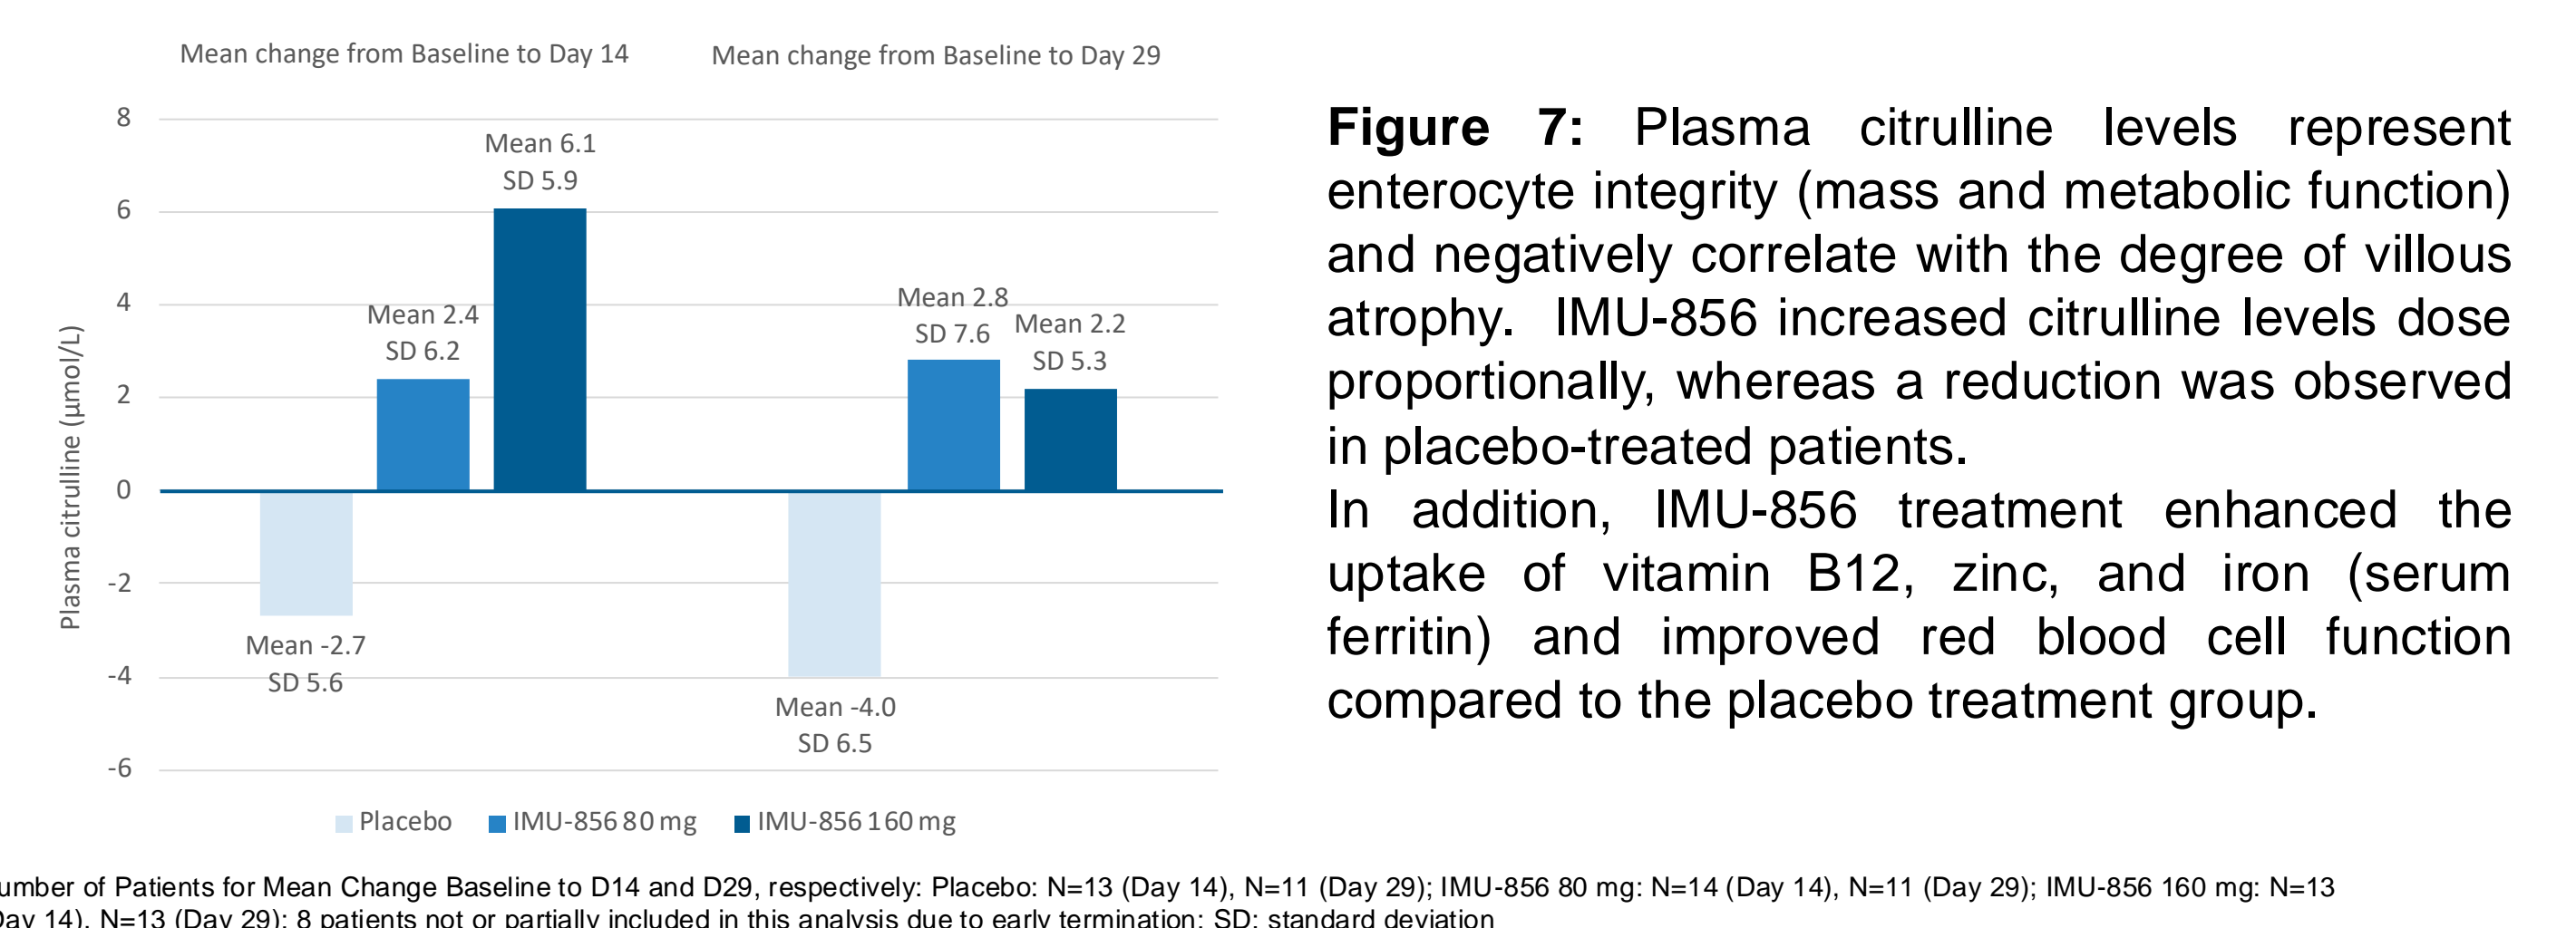 Mean change from Baseline to Day 14
Mean change from Baseline to Day 29
Plasma citrulline (µmol/L)
8
6
4
2
0
-2
-4
-6
Mean -2.7
SD 5.6
Mean 2.4
SD 6.2
Mean 6.1
SD 5.9
Mean -4.0
SD 6.5
Mean 2.8
SD 7.6
Mean 2.2
SD 5.3
Placebo
IMU-856 80 mg
IMU-856 160 mg
Figure 7: Plasma citrulline levels represent
enterocyte integrity (mass and metabolic function)
and negatively correlate with the degree of villous
atrophy. IMU-856 increased citrulline levels dose
proportionally, whereas a reduction was observed
in placebo-treated patients.
In addition, IMU-856 treatment enhanced the
uptake of vitamin B12, zinc, and iron (serum
ferritin) and improved red blood cell function
compared to the placebo treatment group.
umber of Patients for Mean Change Baseline to D14 and D29, respectively: Placebo: N=13 (Day 14), N=11 (Day 29); IMU-856 80 mg: N=14 (Day 14), N=11 (Day 29); IMU-856 160 mg: N=13
Day 14), N=13 (Day 29); 8 patients not or partially included in this analysis due to early termination; SD: standard deviation